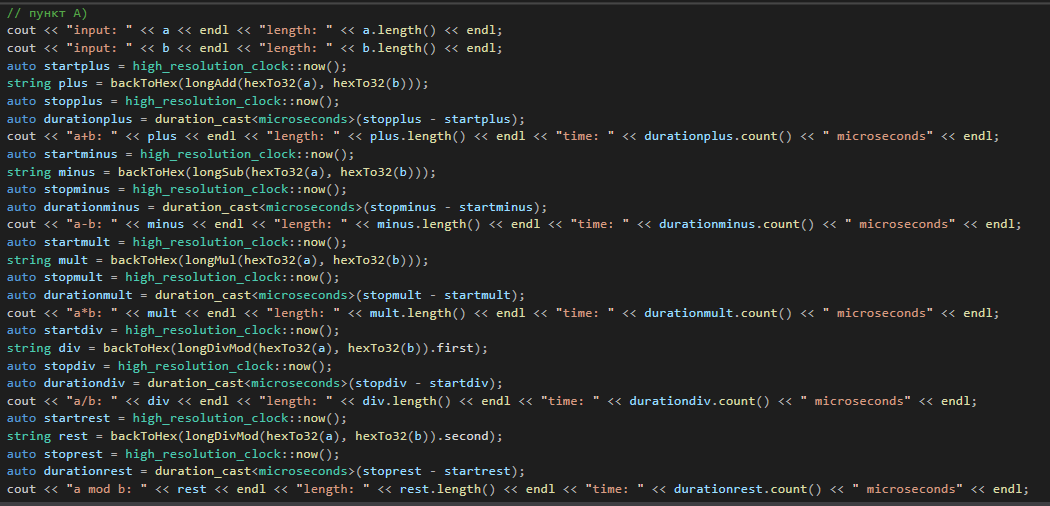 // пункт А)
cout << "input: " << a << endl << "length: " << a.length() << endl;
cout << "input: " << b << endl << "length: " << b.length() << endl;
auto startplus = high_resolution_clock::now();
string plus = backToHex(longAdd(hexTo32(a), hexTo32(b)));
auto stopplus = high_resolution_clock::now();
auto durationplus = duration_cast<microseconds>(stopplus - startplus);
cout << "a+b: " << plus << endl << "length: " << plus.length() << endl << "time: " << durationplus.count() << " microseconds" << endl;
auto startminus = high_resolution_clock::now();
string minus = backToHex(longSub(hexTo32(a), hexTo32(b)));
auto stopminus = high_resolution_clock::now();
auto durationminus = duration_cast<microseconds>(stopminus - startminus);
cout << "a-b: " << minus << endl << "length: " << minus.length() << endl << "time: " << durationminus.count() << " microseconds" << endl;
auto startmult = high_resolution_clock::now();
string mult = backToHex(longMul(hexTo32(a), hexTo32(b)));
auto stopmult = high_resolution_clock::now();
auto durationmult = duration_cast<microseconds>(stopmult - startmult);
cout << "a*b: " << mult << endl << "length: " << mult.length() << endl << "time: " << durationmult.count() << " microseconds" << endl;
auto startdiv = high_resolution_clock::now();
string div = backToHex(longDivMod(hexTo32(a), hexTo32(b)).first);
auto stopdiv = high_resolution_clock::now();
auto durationdiv = duration_cast<microseconds>(stopdiv - startdiv);
cout << "a/b: " << div << endl << "length: " << div.length() << endl << "time: " << durationdiv.count() << " microseconds" << endl;
auto startrest = high_resolution_clock::now();
string rest = backToHex(longDivMod(hexTo32(a), hexTo32(b)).second);
auto stoprest = high_resolution_clock::now();
auto durationrest = duration_cast<microseconds>(stoprest - startrest);
cout << "a mod b: " << rest << endl << "length: " << rest.length() << endl << "time: " << durationrest.count() << " microseconds" << endl;